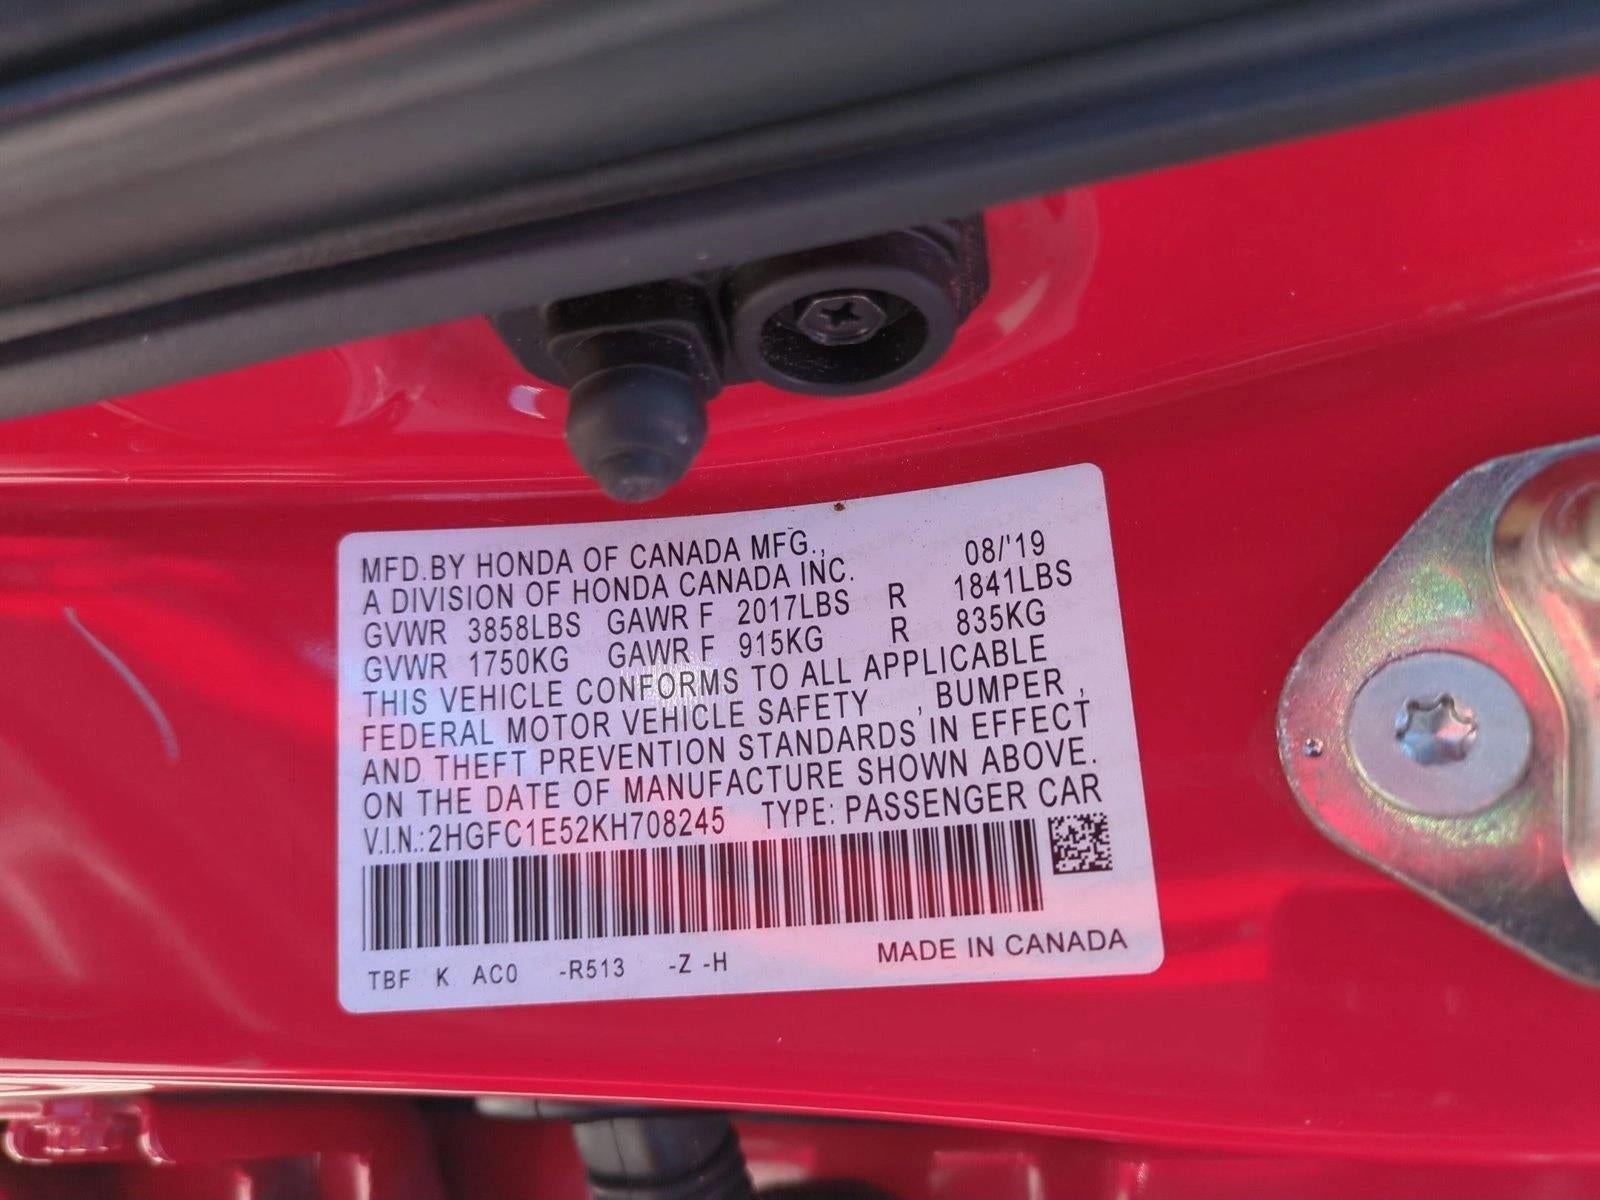 MFD.BY HONDA OF CANADA MFG., 08/'19
A DIVISION OF HONDA CANADA INC.
GVWR 3858LBS GAWR F 2017LBS R 1841LBS
GVWR 1750KG GAWR F 915KG R 835KG
THIS VEHICLE CONFORMS TO ALL APPLICABLE
FEDERAL MOTOR VEHICLE SAFETY , BUMPER ,
AND THEFT PREVENTION STANDARDS IN EFFECT
ON THE DATE OF MANUFACTURE SHOWN ABOVE.
V.I.N.:2HGFC1E52KH708245 TYPE: PASSENGER CAR
TBF K AC0 -R513 -Z -H MADE IN CANADA